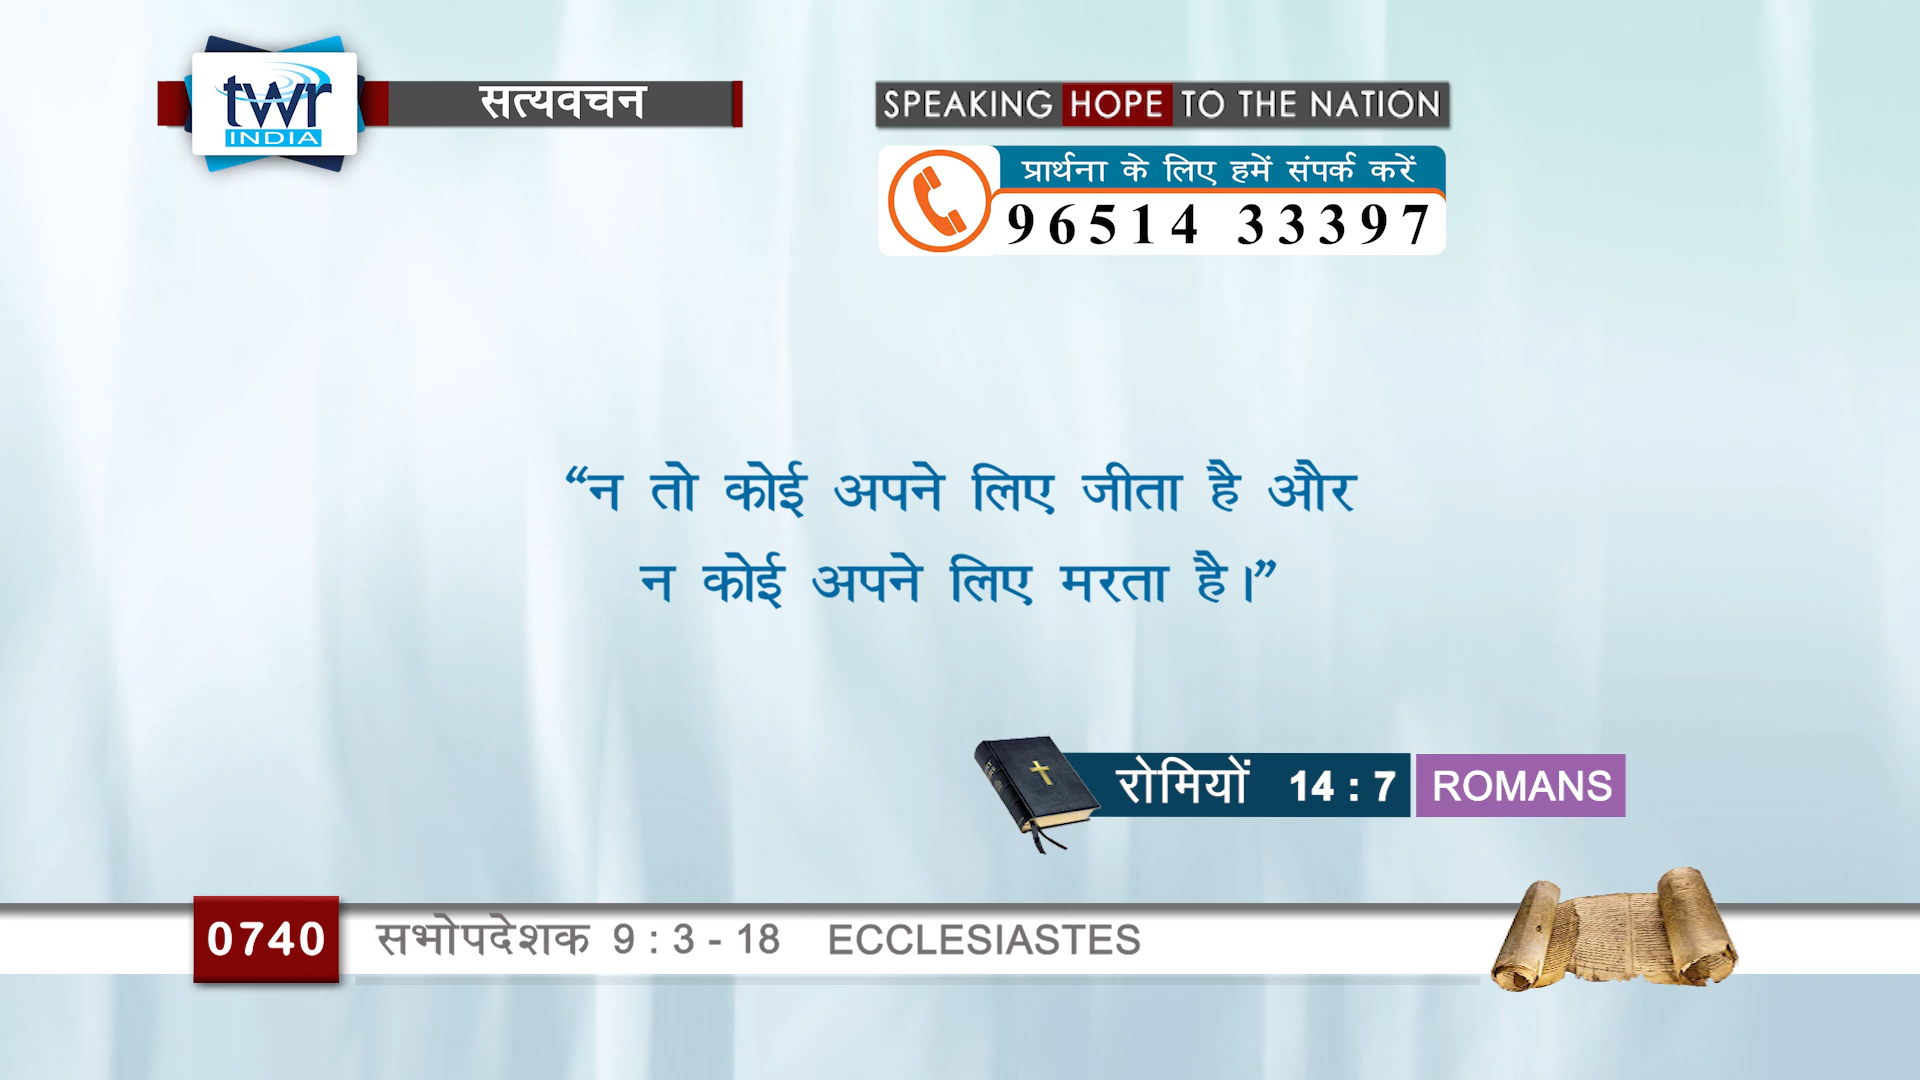 twr
INDIA
सत्यवचन
SPEAKING HOPE TO THE NATION
प्रार्थना के लिए हमें संपर्क करें
96514 33397
“न तो कोई अपने लिए जीता है और
न कोई अपने लिए मरता है।”
रोमियों 14 : 7 ROMANS
0740 सभोपदेशक 9 : 3 - 18 ECCLESIASTES